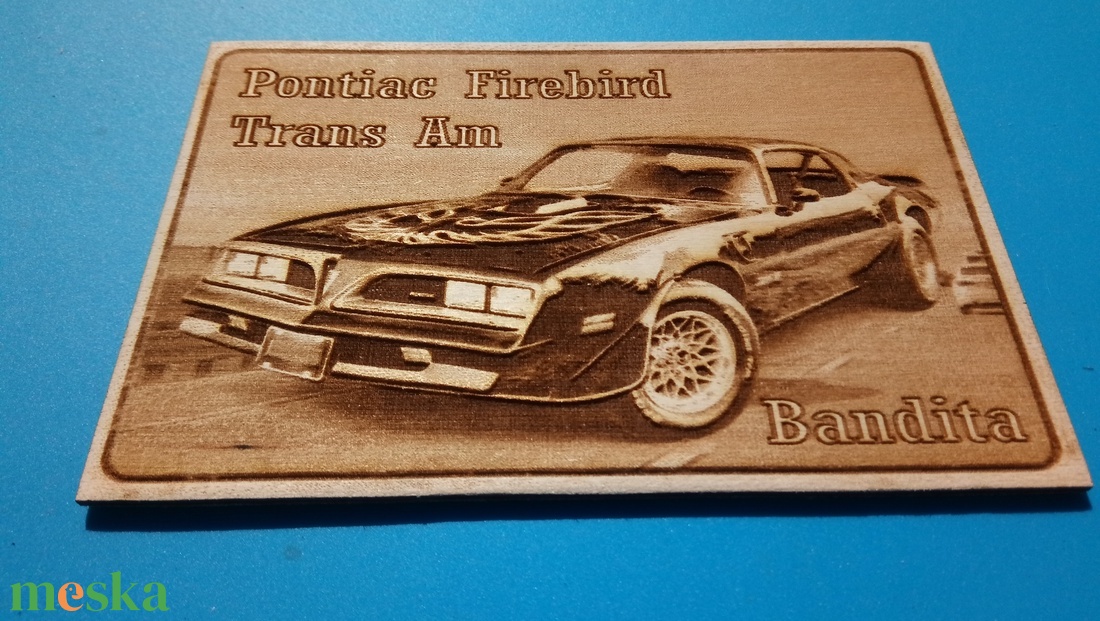 Pontiac Firebird
Trans Am
Bandita
meska